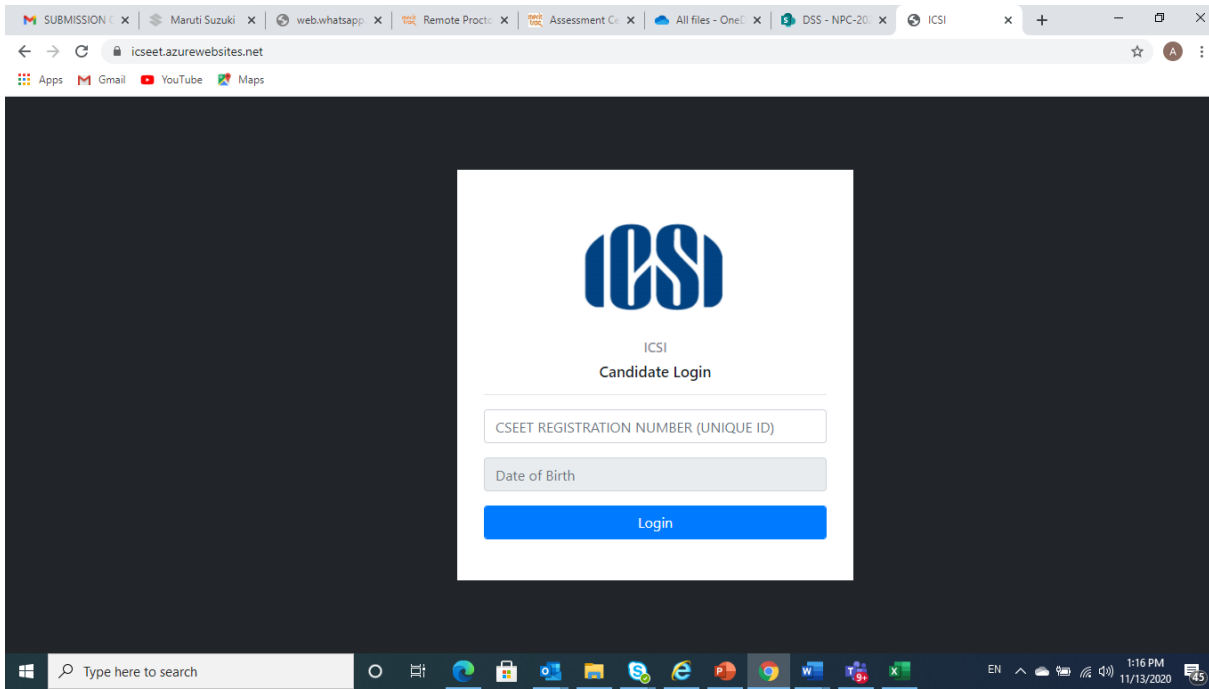 SUBMISSION Maruti Suzuki web.whatsapp Remote Procto Assessment Ce All files - One DSS - NPC-20 ICSI
icseet.azurewebsites.net A
Apps Gmail YouTube Maps
ICSI
ICSI
Candidate Login
CSEET REGISTRATION NUMBER (UNIQUE ID)
Date of Birth
Login
Type here to search
EN
1:16 PM
11/13/2020
45